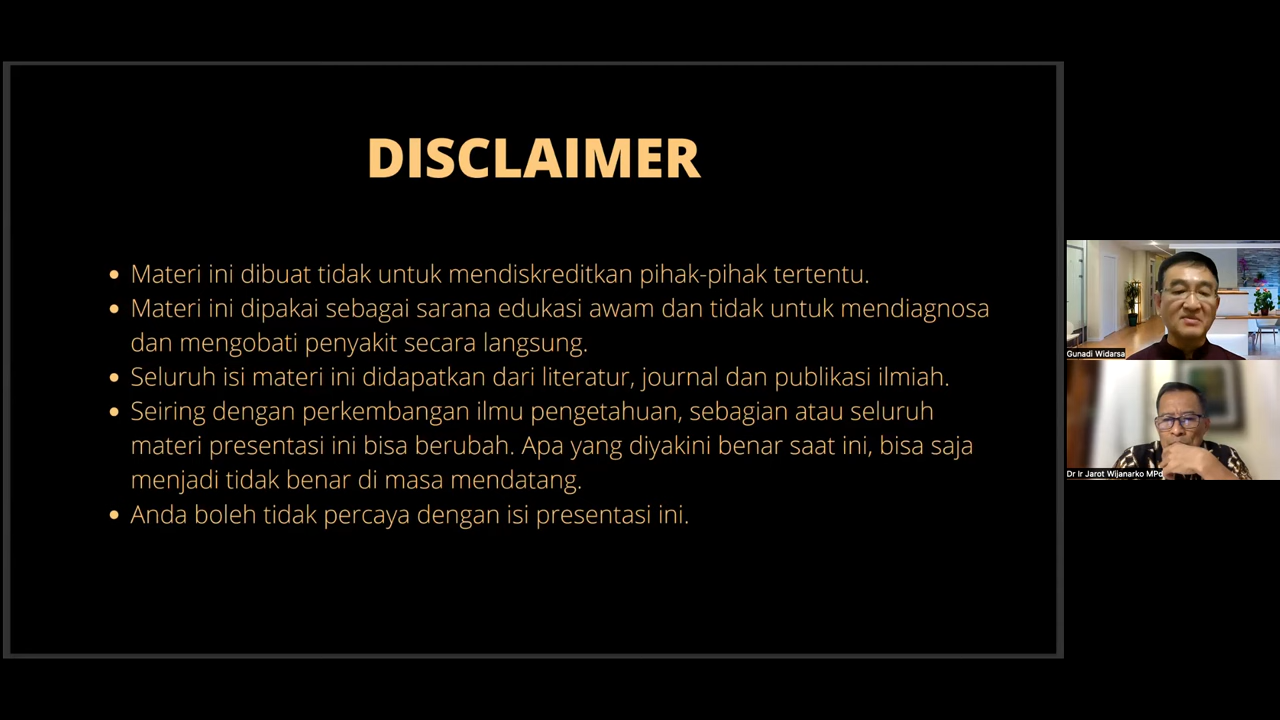 DISCLAIMER
• Materi ini dibuat tidak untuk mendiskreditkan pihak-pihak tertentu.
• Materi ini dipakai sebagai sarana edukasi awam dan tidak untuk mendiagnosa
dan mengobati penyakit secara langsung.
• Seluruh isi materi ini didapatkan dari literatur, journal dan publikasi ilmiah.
• Seiring dengan perkembangan ilmu pengetahuan, sebagian atau seluruh
materi presentasi ini bisa berubah. Apa yang diyakini benar saat ini, bisa saja
menjadi tidak benar di masa mendatang.
• Anda boleh tidak percaya dengan isi presentasi ini.
Gunadi Widarsa
Dr Ir Jarot Wijanarko MPd